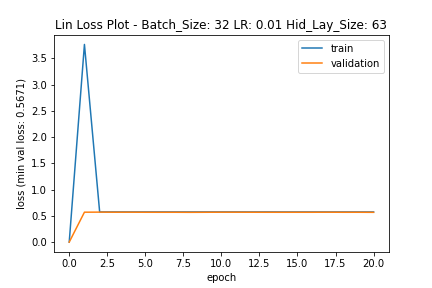 Lin Loss Plot - Batch_Size: 32 LR: 0.01 Hid_Lay_Size: 63
train
validation
3.5
3.0
2.5
2.0
1.5
1.0
0.5
0.0
loss (min val loss: 0.5671)
0.0 2.5 5.0 7.5 10.0 12.5 15.0 17.5 20.0
epoch